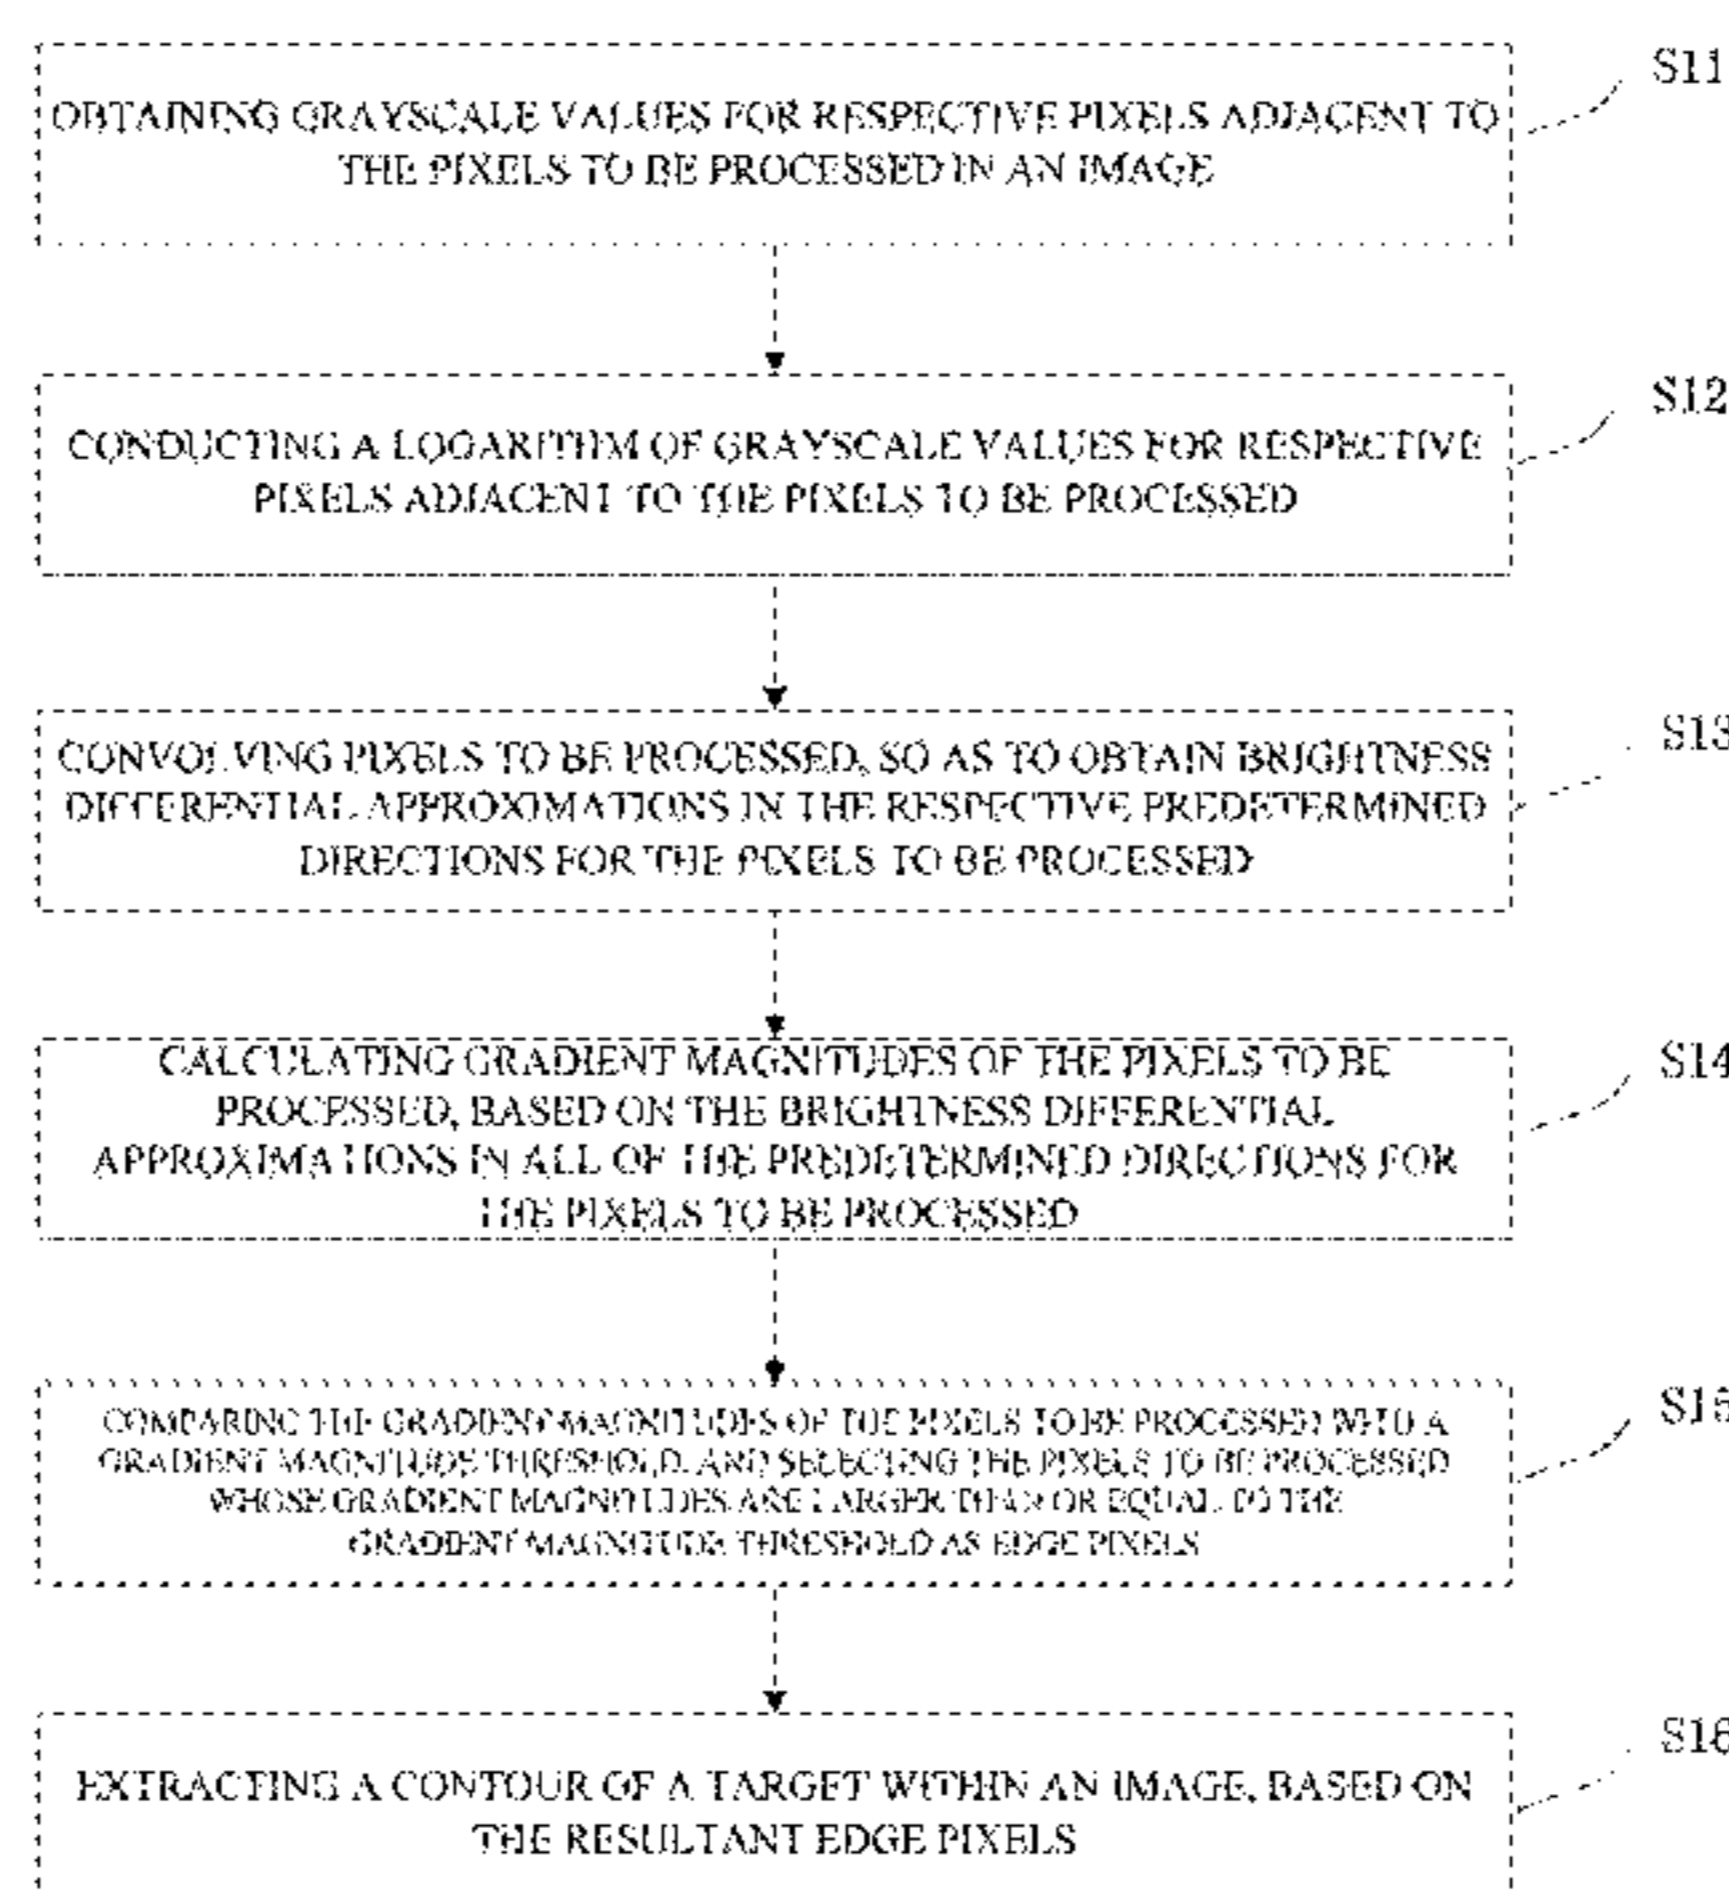 S11
OBTAINING GRAYSCALE VALUES FOR RESPECTIVE PIXELS ADJACENT TO
THE PIXELS TO BE PROCESSED IN AN IMAGE
S12
CONDUCTING A LOGARITHM OF GRAYSCALE VALUES FOR RESPECTIVE
PIXELS ADJACENT TO THE PIXELS TO BE PROCESSED
S13
CONVOLVING PIXELS TO BE PROCESSED, SO AS TO OBTAIN BRIGHTNESS
DIFFERENTIAL APPROXIMATIONS IN THE RESPECTIVE PREDETERMINED
DIRECTIONS FOR THE PIXELS TO BE PROCESSED
S14
CALCULATING GRADIENT MAGNITUDES OF THE PIXELS TO BE
PROCESSED, BASED ON THE BRIGHTNESS DIFFERENTIAL
APPROXIMATIONS IN ALL OF THE PREDETERMINED DIRECTIONS FOR
THE PIXELS TO BE PROCESSED
S15
COMPARING THE GRADIENT MAGNITUDES OF THE PIXELS TO BE PROCESSED WITH A
GRADIENT MAGNITUDE THRESHOLD, AND SELECTING THE PIXELS TO BE PROCESSED
WHOSE GRADIENT MAGNITUDES ARE LARGER THAN OR EQUAL TO THE
GRADIENT MAGNITUDE THRESHOLD AS EDGE PIXELS
S16
EXTRACTING A CONTOUR OF A TARGET WITHIN AN IMAGE, BASED ON
THE RESULTANT EDGE PIXELS